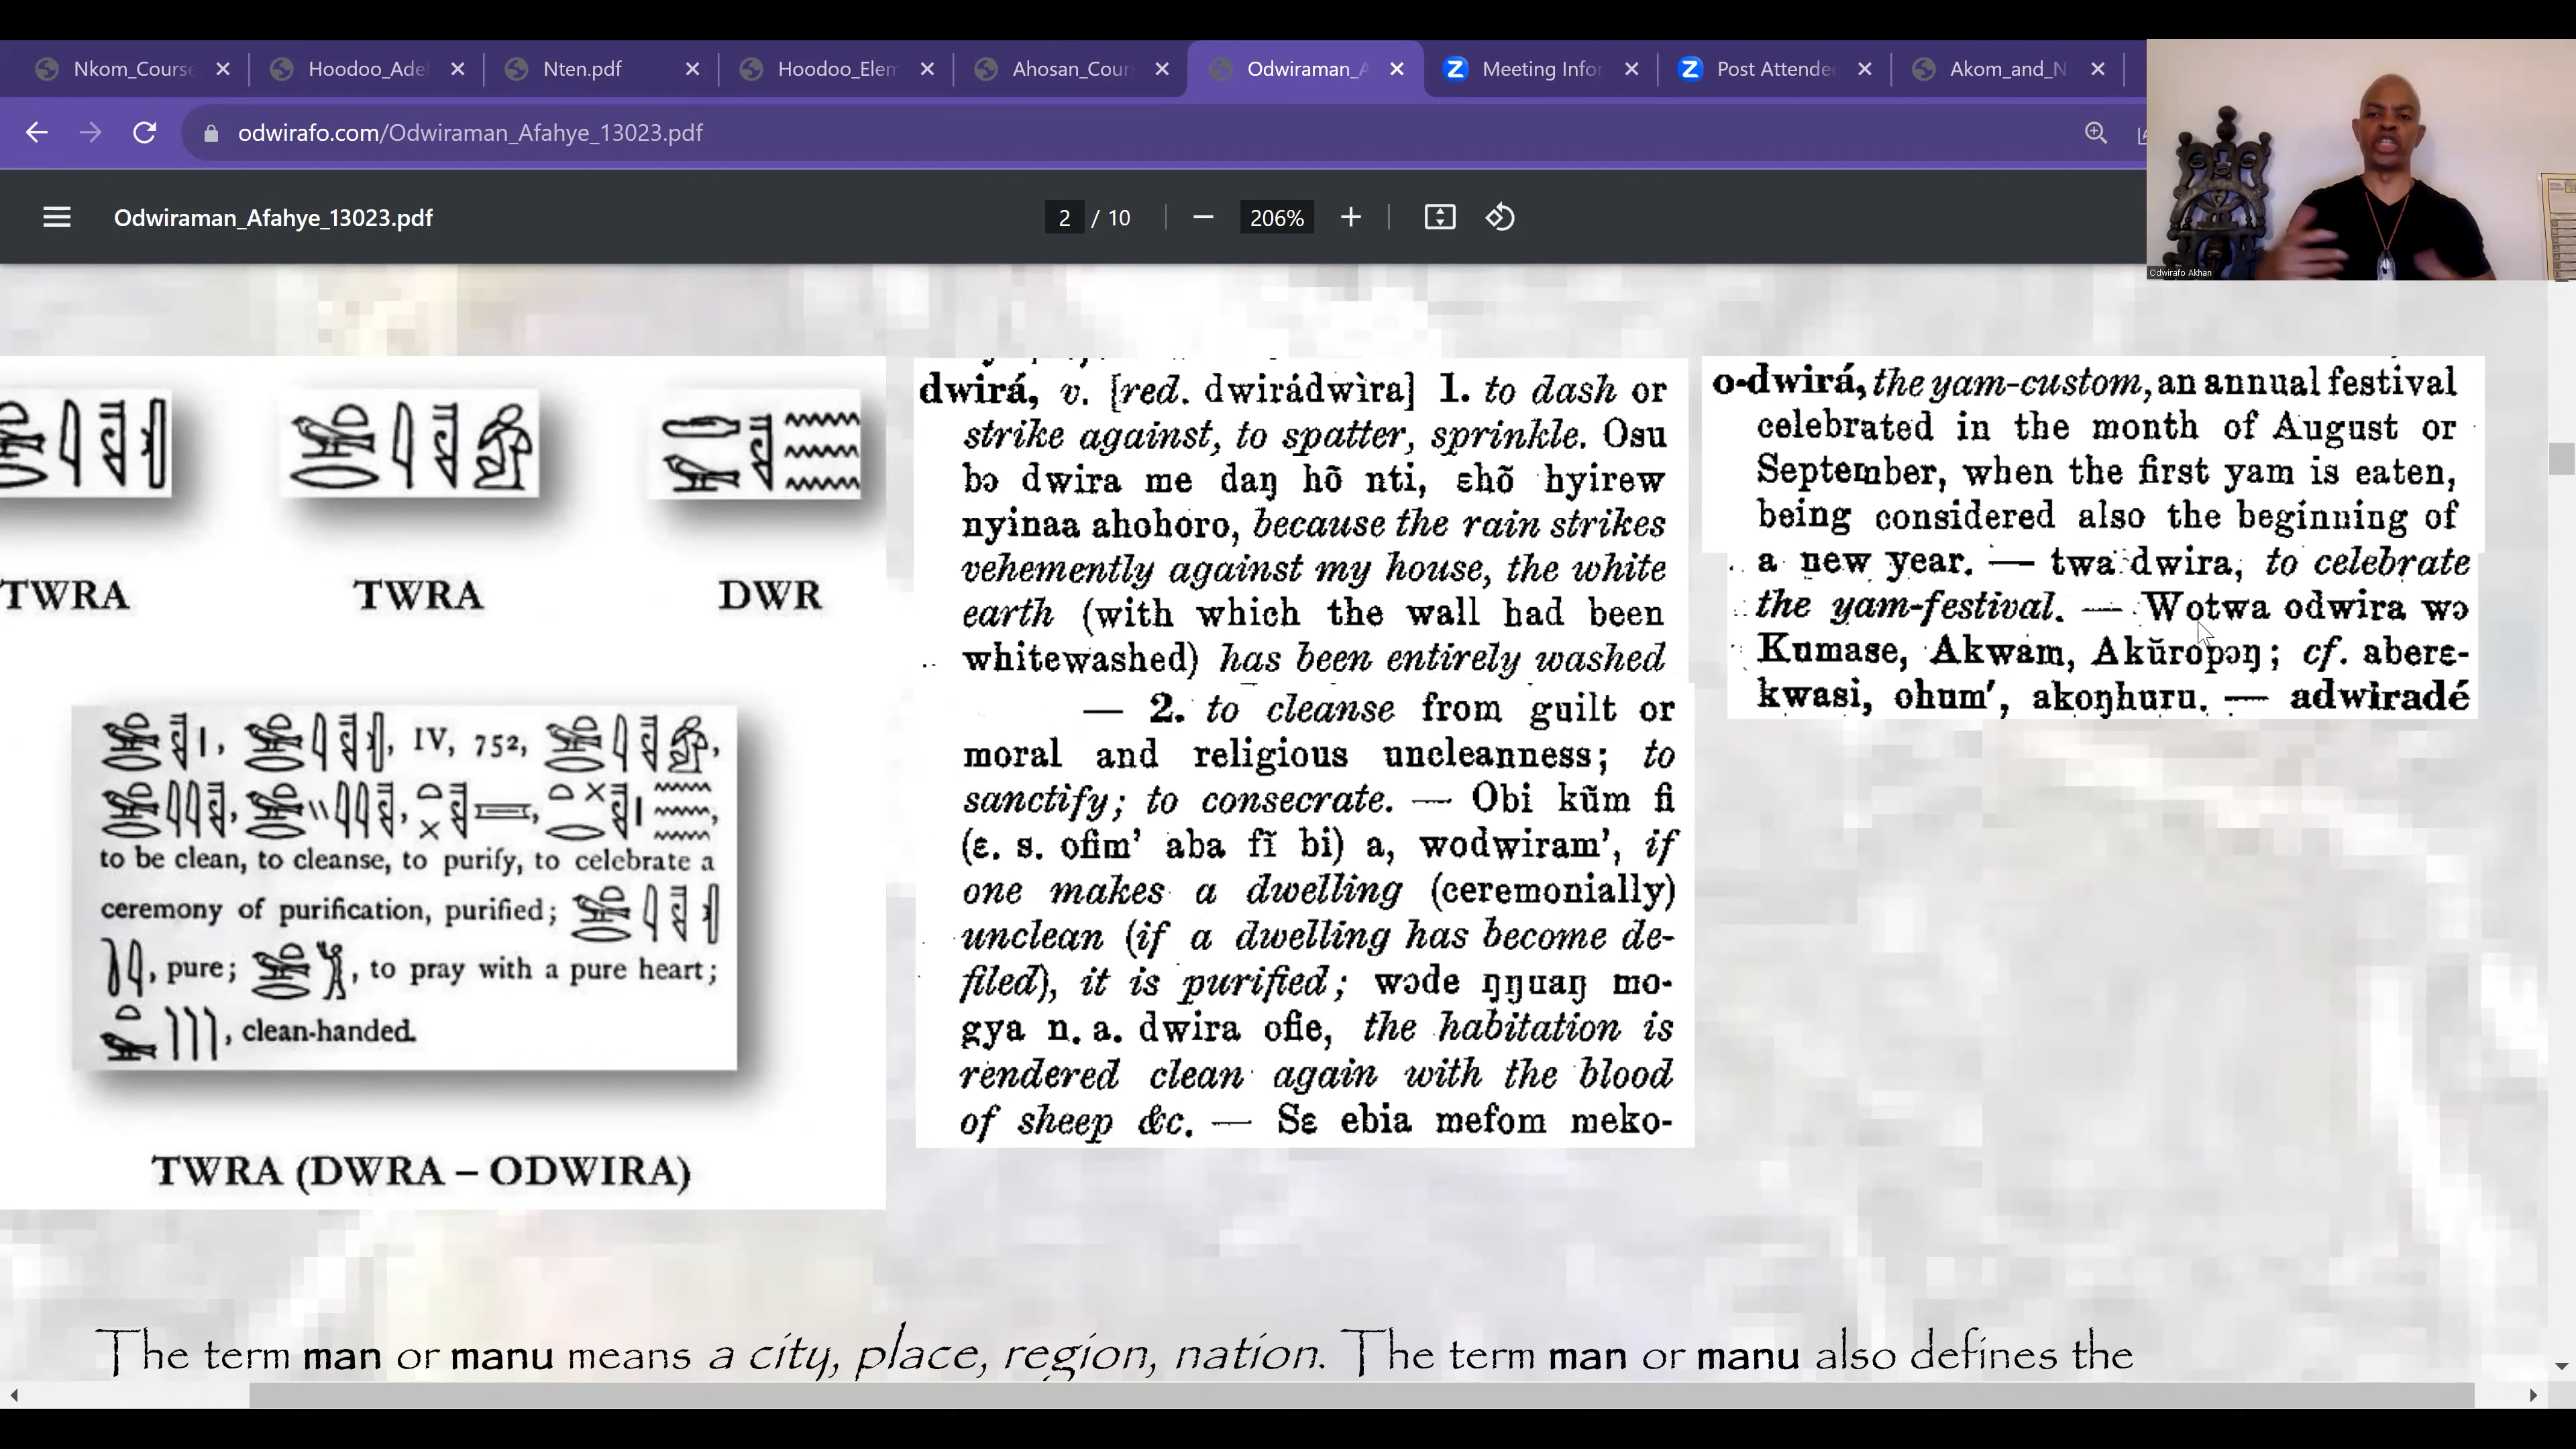 Nkom_Course
Hoodoo_Ade
Nten.pdf
Hoodoo_Elem
Ahosan_Cour
Odwiraman_A
Meeting Infor
Post Attende
Akom_and_N
odwirafo.com/Odwiraman_Afahye_13023.pdf
Odwiraman_Afahye_13023.pdf
2 / 10
206%
Odwirafo Akhan
TWRA
TWRA
DWR
, , IV, 752, ,
to be clean, to cleanse, to purify, to celebrate a
ceremony of purification, purified;
, pure; , to pray with a pure heart;
, clean-handed.
TWRA (DWRA – ODWIRA)
dwirá, v. [red. dwirádwìra] 1. to dash or
strike against, to spatter, sprinkle. Osu
bɔ dwira me daŋ hõ nti, ɛhõ hyirew
nyinaa ahohoro, because the rain strikes
vehemently against my house, the white
earth (with which the wall had been
whitewashed) has been entirely washed
— 2. to cleanse from guilt or
moral and religious uncleanness; to
sanctify; to consecrate. — Obi kũm fi
(ɛ. s. ofim' aba fĩ bi) a, wodwiram', if
one makes a dwelling (ceremonially)
unclean (if a dwelling has become de-
filed), it is purified; wɔde ŋŋuaŋ mo-
gya n. a. dwira ofie, the habitation is
rendered clean again with the blood
of sheep &c. — Sɛ ebia mefom meko-
o-dwirá, the yam-custom, an annual festival
celebrated in the month of August or
September, when the first yam is eaten,
being considered also the beginning of
a new year. — twa dwira, to celebrate
the yam-festival. — Wotwa odwira wɔ
Kumase, Akwam, Akŭropɔŋ; cf. aberɛ-
kwasi, ohum', akoŋhuru. — adwiradé
The term man or manu means a city, place, region, nation. The term man or manu also defines the